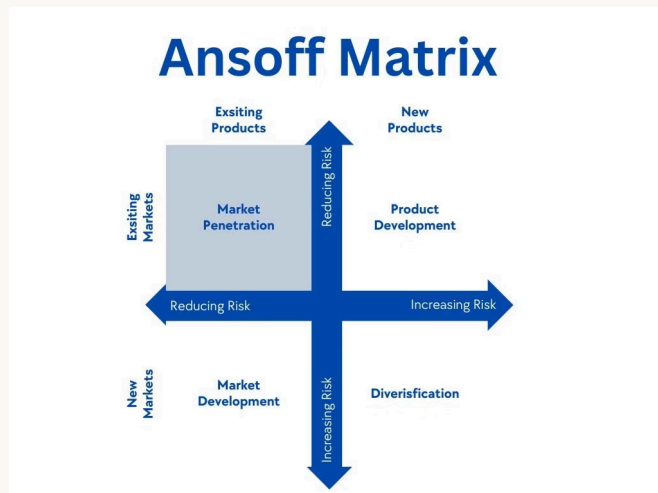 Ansoff Matrix
Exsiting
Products
New
Products
Exsiting
Markets
Market
Penetration
Reducing Risk
Product
Development
Reducing Risk
Increasing Risk
New
Markets
Market
Development
Increasing Risk
Diverisfication